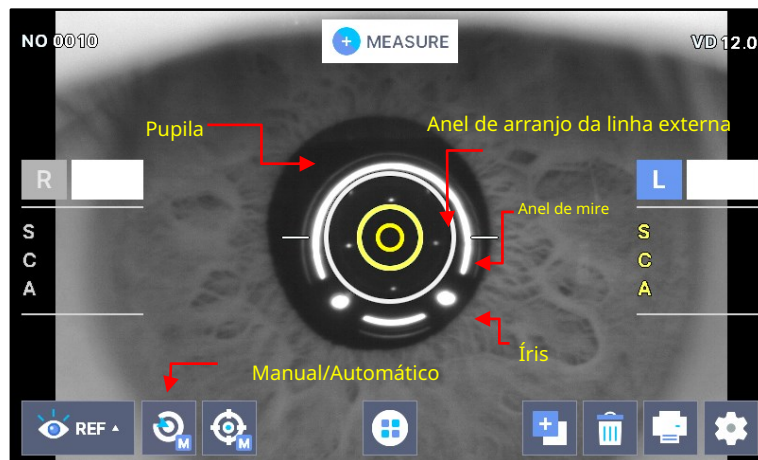 NO 0010
MEASURE
VD 12.0
Pupila
Anel de arranjo da linha externa
R
L
Anel de mire
S
C
A
S
C
A
Íris
Manual/Automático
REF
M
M